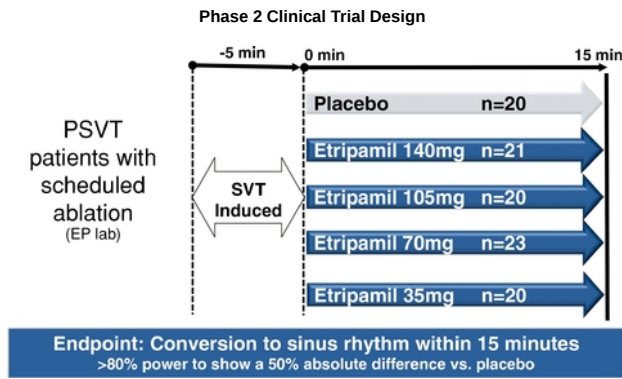 Phase 2 Clinical Trial Design
-5 min
0 min
15 min
PSVT
patients with
scheduled
ablation
(EP lab)
SVT
Induced
Placebo n=20
Etripamil 140mg n=21
Etripamil 105mg n=20
Etripamil 70mg n=23
Etripamil 35mg n=20
Endpoint: Conversion to sinus rhythm within 15 minutes
>80% power to show a 50% absolute difference vs. placebo